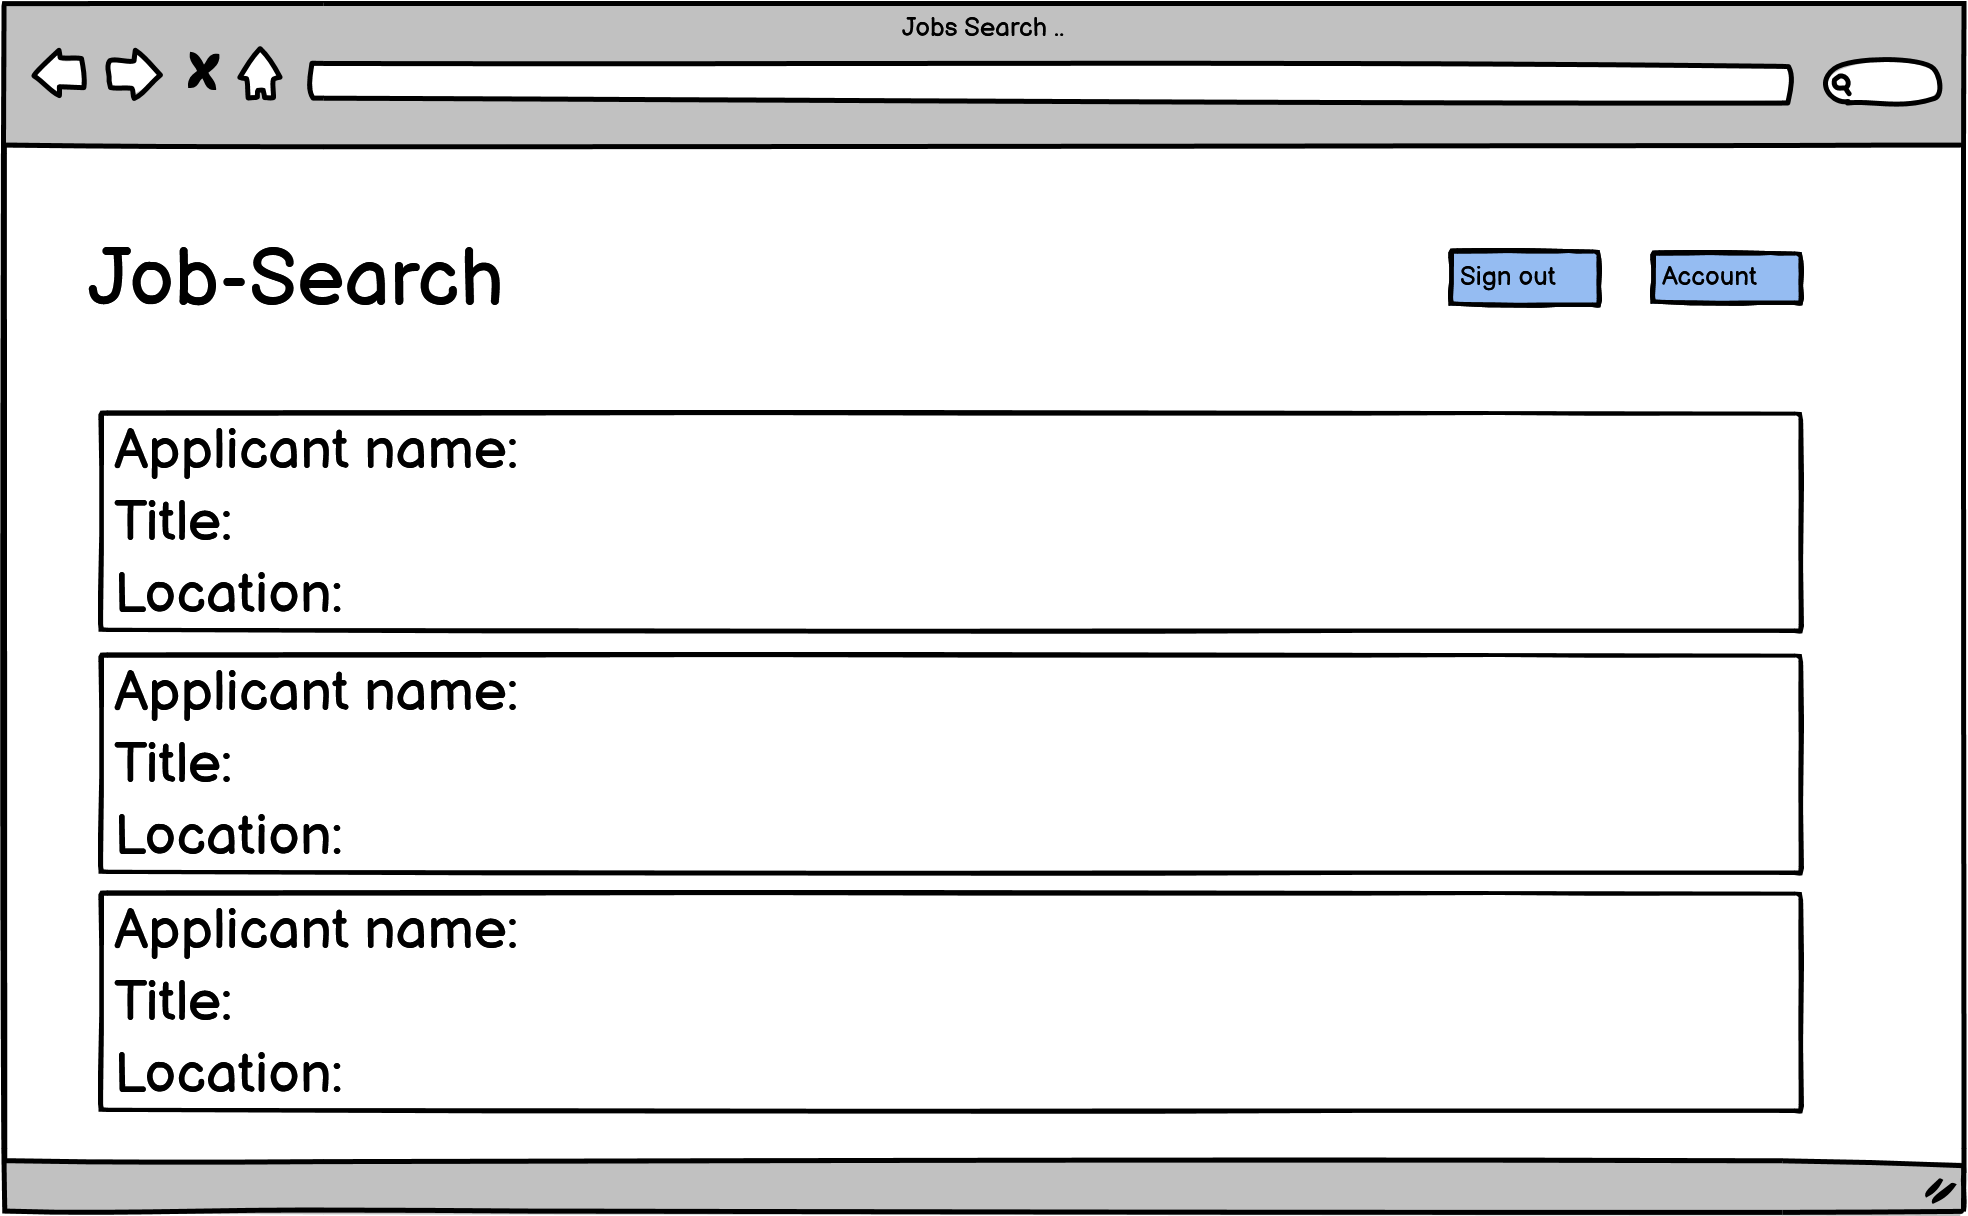 Jobs Search ..
Job-Search
Sign out
Account
Applicant name:
Title:
Location:
Applicant name:
Title:
Location:
Applicant name:
Title:
Location: